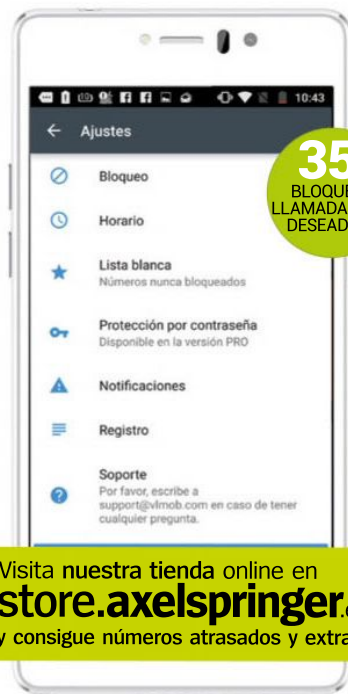 10:43
Ajustes
35
BLOQUE
LLAMADA
DESEAD
Bloqueo
Horario
Lista blanca
Números nunca bloqueados
Protección por contraseña
Disponible en la versión PRO
Notificaciones
Registro
Soporte
Por favor, escribe a
support@vlmob.com en caso de tener
cualquier pregunta.
Visita nuestra tienda online en
store.axelspringer.
y consigue números atrasados y extra